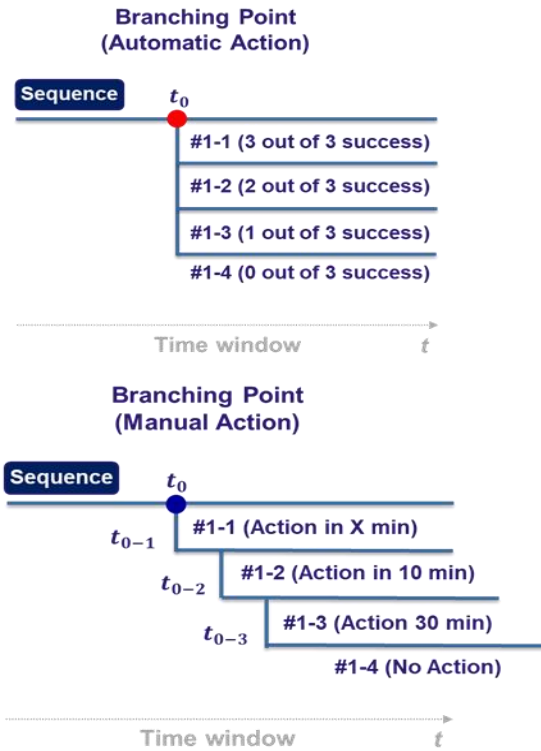 Branching Point
(Automatic Action)
Sequence
t₀
#1-1 (3 out of 3 success)
#1-2 (2 out of 3 success)
#1-3 (1 out of 3 success)
#1-4 (0 out of 3 success)
Time window t
Branching Point
(Manual Action)
Sequence
t₀
#1-1 (Action in X min)
t₀₋₁
#1-2 (Action in 10 min)
t₀₋₂
#1-3 (Action 30 min)
t₀₋₃
#1-4 (No Action)
Time window t